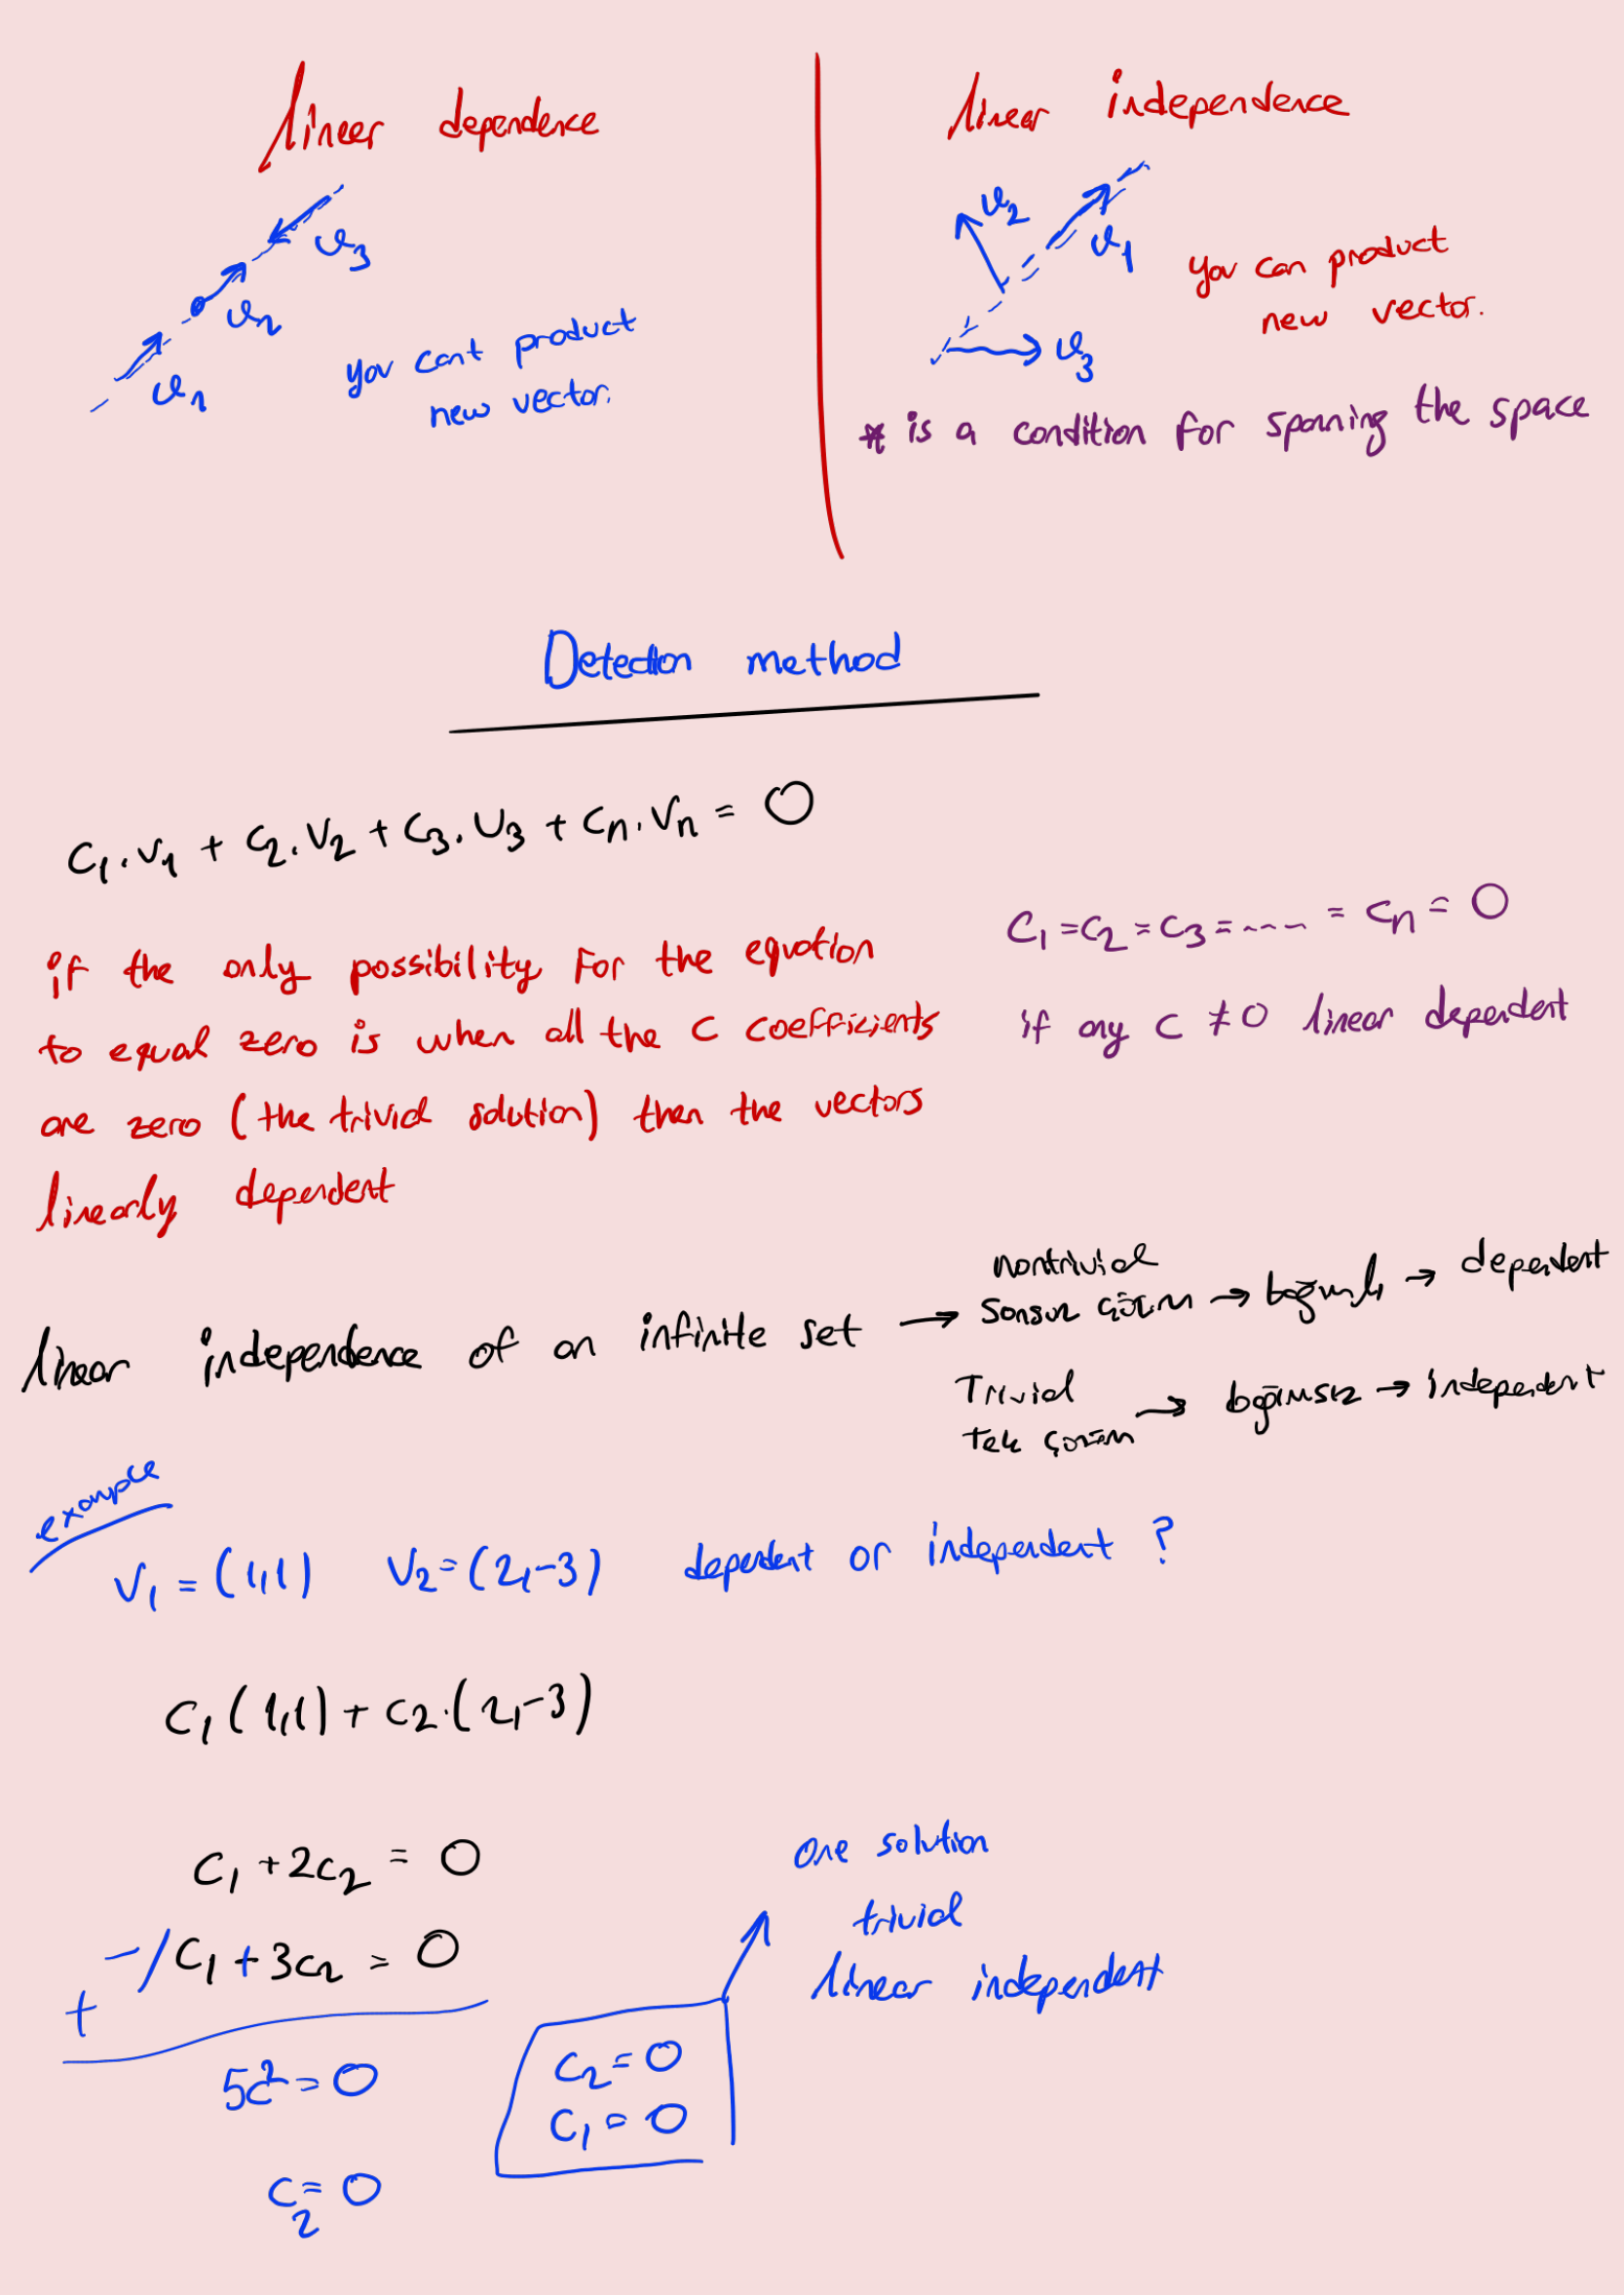 linear dependence
v₃
v₂
v₁
you cant product
new vector.
linear independence
v₂
v₁
you can product
new vector.
v₃
* is a condition for spaning the space
Detection method
C₁.V₁ + C₂.V₂ + C₃.U₃ + Cn.Vn = 0
if the only possibility for the equation
to equal zero is when all the C coefficients
are zero (the trivial solution) then the vectors
linearly dependent
C₁ = C₂ = C₃ = ---- = Cn = 0
if any C ≠ 0 linear dependent
linear independence of an infinite set →
nontrivial
sonsuz çözüm → bağımlı → dependent
Trivial
tek çözüm → bağımsız → independent
example
V₁ = (1,1) V₂ = (2,-3) dependent or independent ?
C₁(1,1) + C₂.(2,-3)
C₁ + 2C₂ = 0
-/ C₁ + 3C₂ = 0
+
5C² = 0
C₂ = 0
C₂ = 0
C₁ = 0
one solution
trivial
linear independent